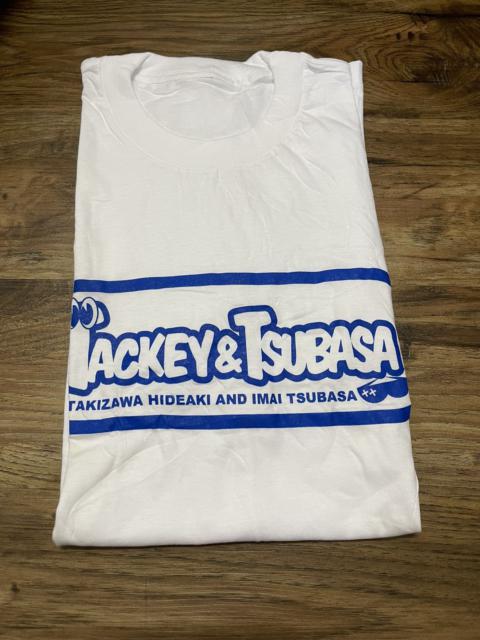 TACKEY & TSUBASA
TAKIZAWA HIDEAKI AND IMAI TSUBASA